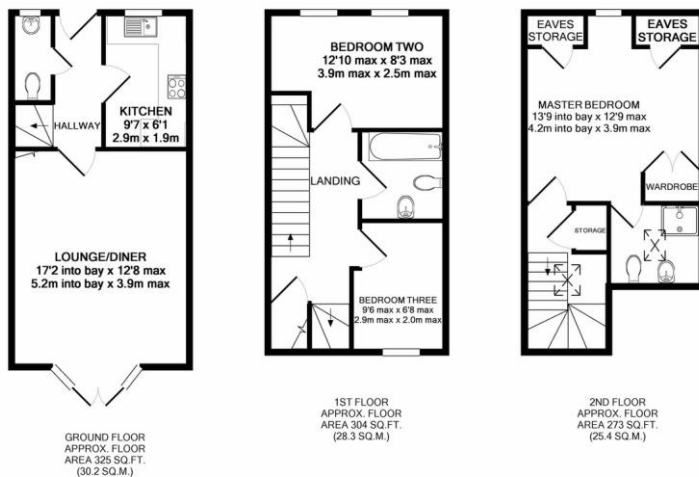 KITCHEN
9'7 x 6'1
2.9m x 1.9m
HALLWAY
LOUNGE/DINER
17'2 into bay x 12'8 max
5.2m into bay x 3.9m max
GROUND FLOOR
APPROX. FLOOR
AREA 325 SQ.FT.
(30.2 SQ.M.)
BEDROOM TWO
12'10 max x 8'3 max
3.9m max x 2.5m max
LANDING
BEDROOM THREE
9'6 max x 6'8 max
2.9m max x 2.0m max
1ST FLOOR
APPROX. FLOOR
AREA 304 SQ.FT.
(28.3 SQ.M.)
EAVES
STORAGE
EAVES
STORAGE
MASTER BEDROOM
13'9 into bay x 12'9 max
4.2m into bay x 3.9m max
WARDROBE
STORAGE
2ND FLOOR
APPROX. FLOOR
AREA 273 SQ.FT.
(25.4 SQ.M.)